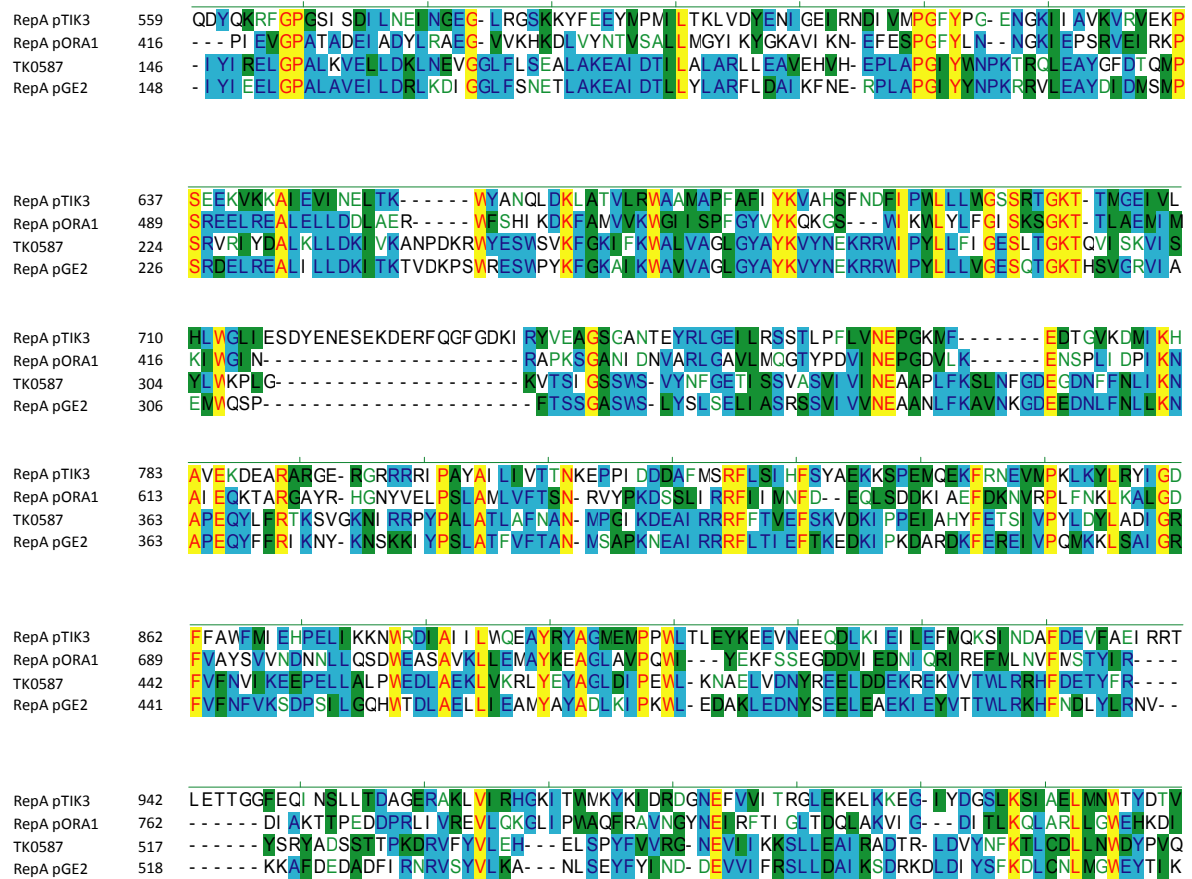 RepA pTIK3 559 QDYQKRFGPGSISDILNEINGEG-LRGSKKYFEEYMPMILTKLVDYENIGEIRNDIVMPGFYPG-ENGKIIAVKVRVEKP
RepA pORA1 416 ---PIEVGPATADEIADYLRAEG-VVKHKDLVYNTVSALLMGYIKYGKAVIKN-EFESPGFYLN--NGKIEPSRVEIRKP
TK0587 146 -IYIRELGPALKVELLDKLNEVGGLFLSEALAKEAIDTILALARLLEAVEHVH-EPLAPGIYWNPKTRQLEAYGFDTQMP
RepA pGE2 148 -IYIEELGPALAVEILDRLKDIGGLFSNETLAKEAIDTLLYLARFLDAIKFNE-RPLAPGIYYNPKRRVLEAYDIDMSMP
RepA pTIK3 637 SEEKVKKAIEVINELTK------WYANQLDKLATVLRWAAMAPFAFIYKVAHSFNDFIPWLLLWGSSRTGKT-TMGEIVL
RepA pORA1 489 SREELREALELLDDLAER-----WFSHIKDKFAMVVKWGIISPFGYVYKQKGS---WIKWLYLFGISKSGKT-TLAEMIM
TK0587 224 SRVRIYDALKLLDKIVKANPDKRWYESWSVKFGKIFKWALVAGLGYAYKVYNEKRRWIPYLLFIGESLTGKTQVISKVIS
RepA pGE2 226 SRDELREALILLDKITKTVDKPSWRESWPYKFGKAIKWAVVAGLGYAYKVYNEKRRWIPYLLLVGESQTGKTHSVGRVIA
RepA pTIK3 710 HLWGLIESDYENESEKDERFQGFGDKIRYVEAGSGANTEYRLGEILRSSTLPFLVNEPGKMF-------EDTGVKDMIKH
RepA pORA1 416 KIWGIN---------------------RAPKSGANIDNVARLGAVLMQGTYPDVINEPGDVLK------ENSPLIDPIKN
TK0587 304 YLWKPLG--------------------KVTSIGSSWS-VYNFGETISSVASVIVINEAAPLFKSLNFGDEGDNFFNLIKN
RepA pGE2 306 EMWQSP----------------------FTSSGASWS-LYSLSELIASRSSVIVVNEAANLFKAVNKGDEEDNLFNLLKN
RepA pTIK3 783 AVEKDEARARGE-RGRRRRIPAYAILIVTTNKEPPIDDDAFMSRFLSIHFSYAEKKSPEMQEKFRNEVMPKLKYLRYIGD
RepA pORA1 613 AIEQKTARGAYR-HGNYVELPSLAMLVFTSN-RVYPKDSSLIRRFLIIMNFD--EQLSDDKIAEFDKNVRPLFNKLKALGD
TK0587 363 APEQYLFRTKSVGKNIRRPYPALATLAFNAN-MPGIKDEAIRRRFFTVEFSKVDKIPPEIAHYFETSIVPYLDYLADIGR
RepA pGE2 363 APEQYFFRIKNY-KNSKKIYPSLATFVFTAN-MSAPKNEAIRRRFLTIEFTKEDKIPKDARDKFEREIVPQMKKLSAIGR
RepA pTIK3 862 FFAWFMIEHPELIKKNWRDIAIIILWQEAYRYAGMEMPPWLTLEYKEEVNEEQDLKIEILEFMQKSINDAFDEVFAEIRRT
RepA pORA1 689 FVAYSVVNDNNLLQSDWEASAVKLLEMAYKEAGLAVPQWI---YEKFSSEGDDVIEDNIQRIREFMLNVFMSTYIR----
TK0587 442 FVFNVIKEEPELLALPWEDLAEKLVKRLYEYAGLDIPEWL-KNAELVDNYREELDDEKREKVVTWLRRHFDETYFR----
RepA pGE2 441 FVFNFVKSDPSILGQHWTDLAELLIEAMYAYADLKIPKWL-EDAKLEDNYSEELEAEKIEYVTTWLRKHFNDLYLRNV--
RepA pTIK3 942 LETTGGFEQINSLLTDAGERAKLVIRHGKITWMKYKIDRDGNEFVVITRGLEKELKKEG-IYDGSLKSIAELMNWTYDTV
RepA pORA1 762 ------DIAKTTPEDDPRLIVREVLQKGLIPWAQFRAVNGYNEIRFTIGLTDQLAKVIG---DITLKQLARLLGWEHKDI
TK0587 517 ------YSRYADSSTTPKDRVFYVLEH---ELSPYFVVRG-NEVIIKKSLLEAIRADTR-LDVYNFKTLCDLLNWDYPVQ
RepA pGE2 518 ------KKAFDEDADFIRNRVSYVLKA---NLSEYFYIND-DEVVIFRSLLDAIKSDRKDLDIYSFKDLCNLMGWEYTIK